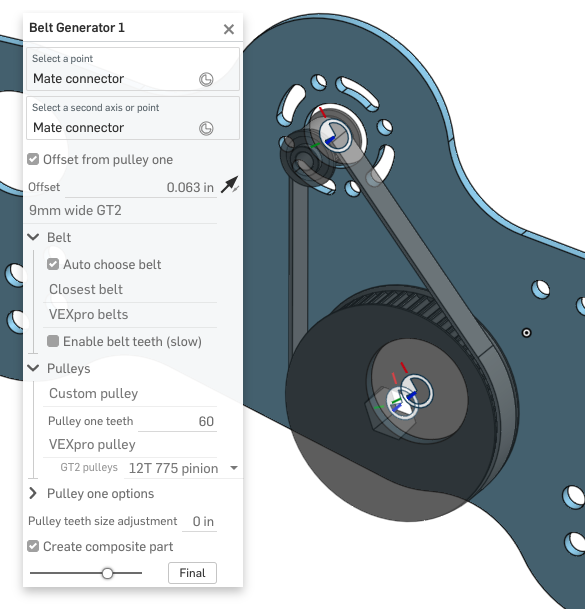 Belt Generator 1
Select a point
Mate connector
Select a second axis or point
Mate connector
Offset from pulley one
Offset 0.063 in
9mm wide GT2
Belt
Auto choose belt
Closest belt
VEXpro belts
Enable belt teeth (slow)
Pulleys
Custom pulley
Pulley one teeth 60
VEXpro pulley
GT2 pulleys 12T 775 pinion
Pulley one options
Pulley teeth size adjustment 0 in
Create composite part
Final